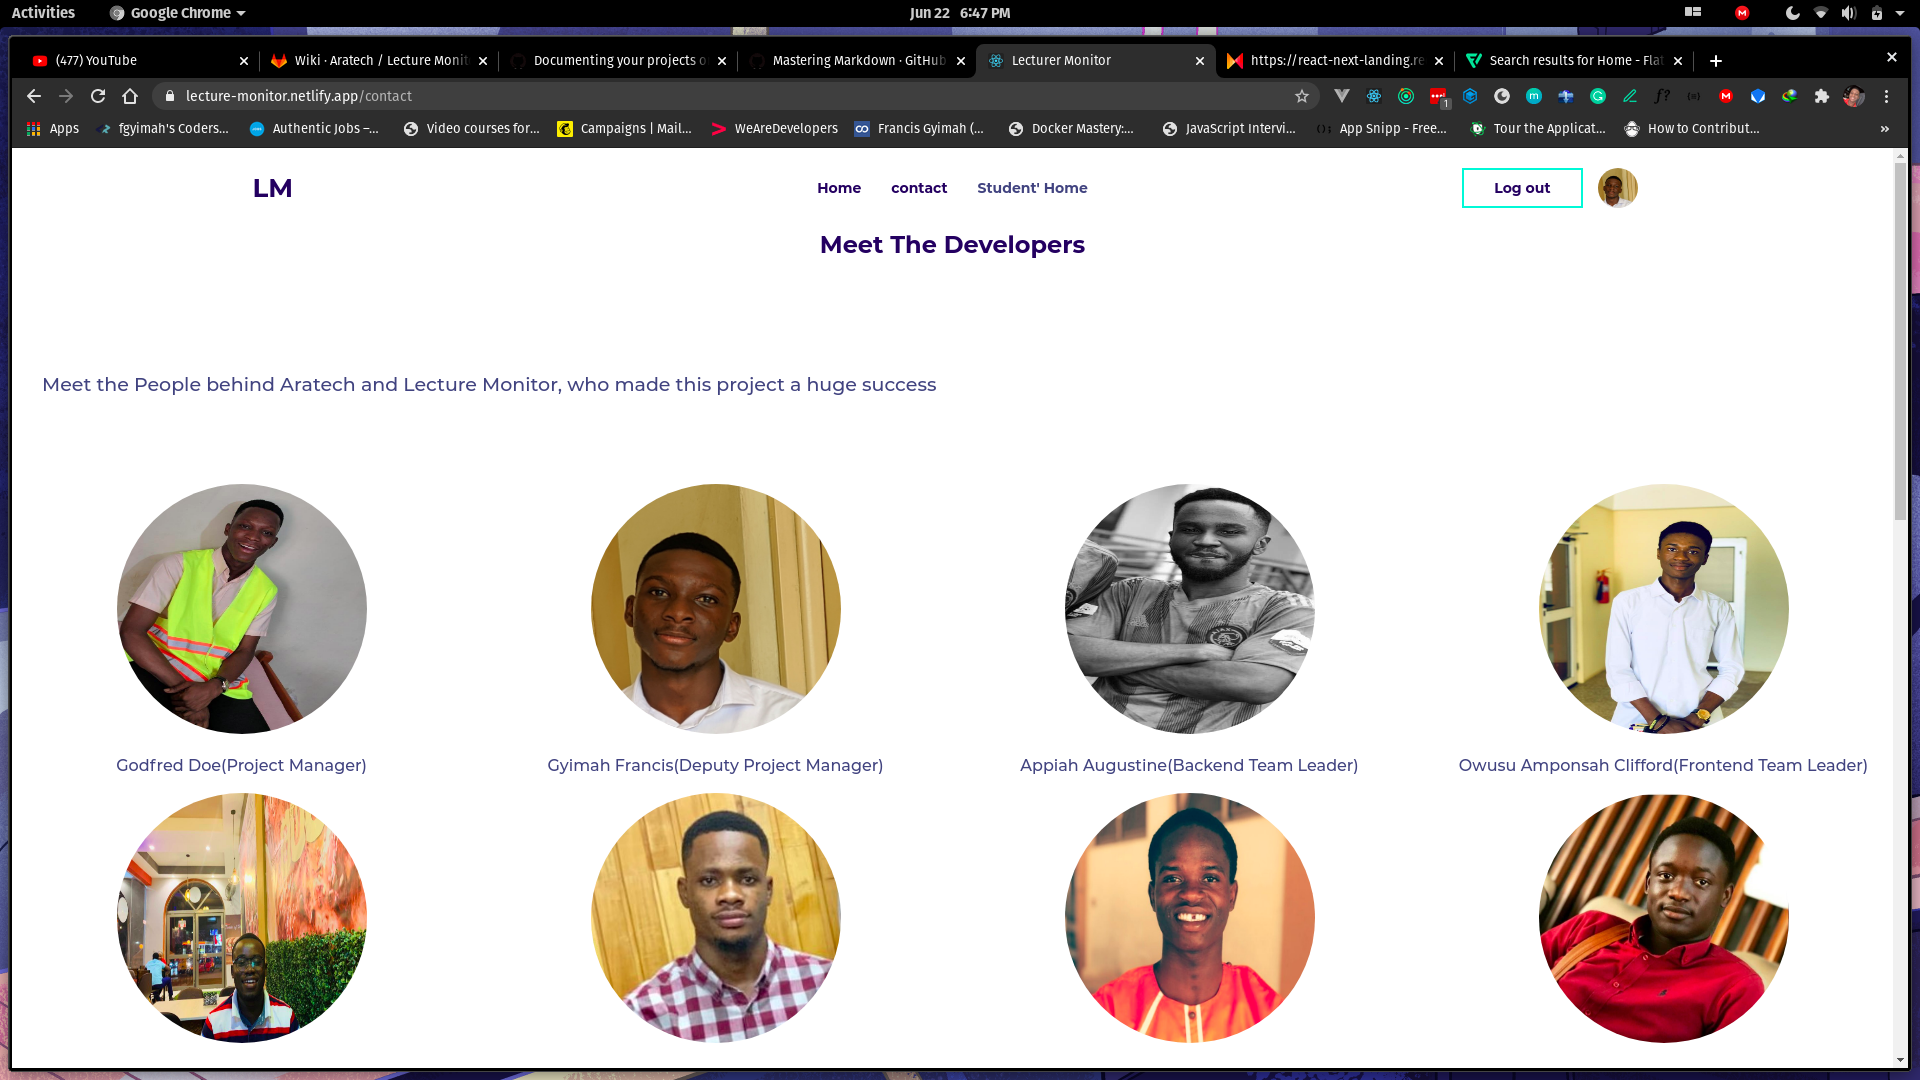 Activities Google Chrome Jun 22 6:47 PM
(477) YouTube Wiki · Aratech / Lecture Monit Documenting your projects o Mastering Markdown · GitHub Lecturer Monitor https://react-next-landing.re Search results for Home - Flat
lecture-monitor.netlify.app/contact 1
Apps fgyimah's Coders... Authentic Jobs –... Video courses for... Campaigns | Mail... WeAreDevelopers Francis Gyimah (... Docker Mastery:... JavaScript Intervi... App Snipp - Free... Tour the Applicat... How to Contribut... »
LM Home contact Student' Home Log out
Meet The Developers
Meet the People behind Aratech and Lecture Monitor, who made this project a huge success
Godfred Doe(Project Manager) Gyimah Francis(Deputy Project Manager) Appiah Augustine(Backend Team Leader) Owusu Amponsah Clifford(Frontend Team Leader)